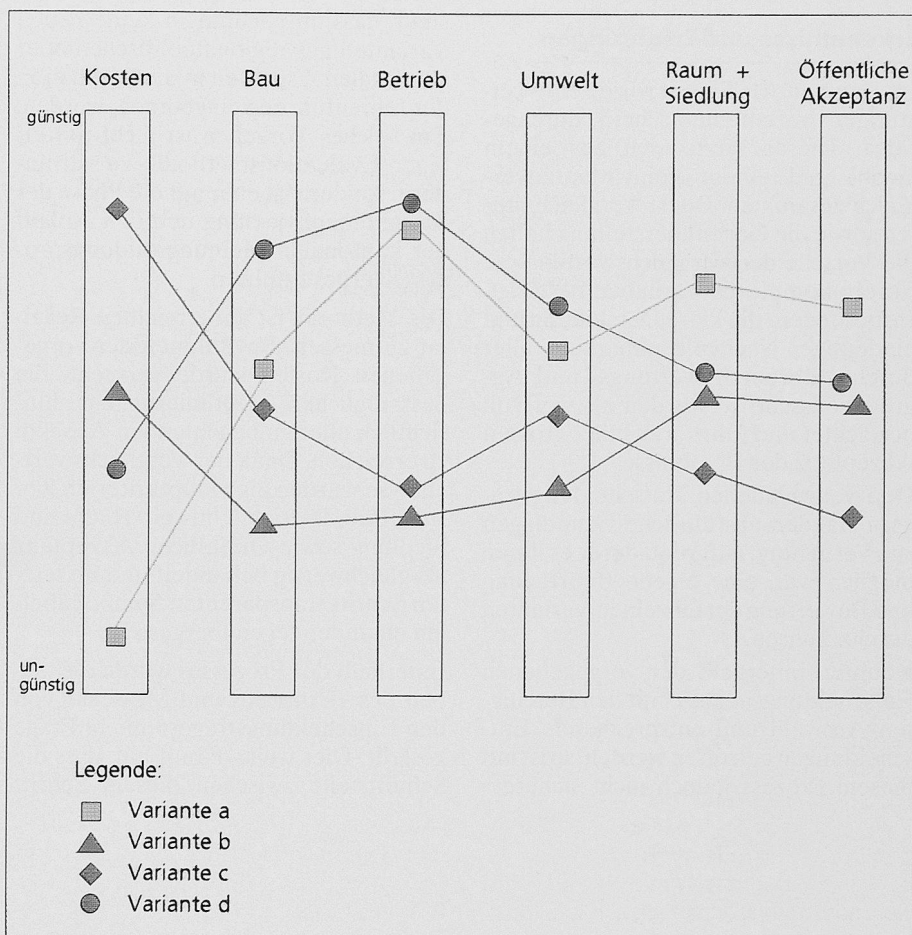 Kosten
Bau
Betrieb
Umwelt
Raum +
Siedlung
Öffentliche
Akzeptanz
günstig
un-
günstig
Legende:
Variante a
Variante b
Variante c
Variante d